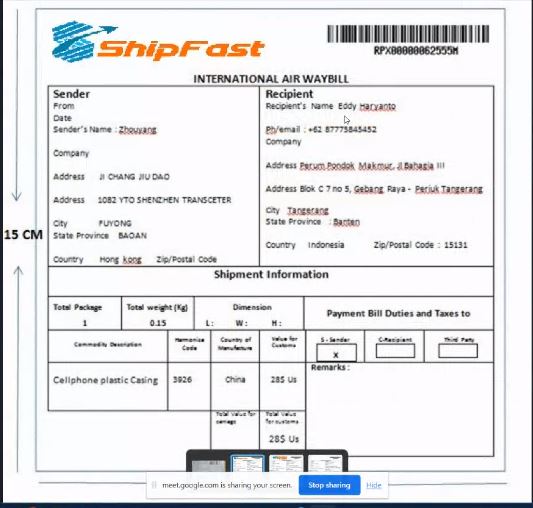 ShipFast
RPX00000062555M
INTERNATIONAL AIR WAYBILL
Sender
From
Date
Sender's Name : Zhouyang
Company
Address JI CHANG JIU DAO
Address 1082 YTO SHENZHEN TRANSCETER
City FUYONG
State Province BAOAN
Country Hong kong Zip/Postal Code
Recipient
Recipient's Name Eddy Haryanto
Ph/email : +62 87775845452
Company
Address Perum.Pondok Makmur, Jl Bahagia III
Address Blok C 7 no 5, Gebang Raya - Periuk Tangerang
City Tangerang
State Province : Banten
Country Indonesia Zip/Postal Code : 15131
15 CM
Shipment Information
Total Package
1
Total weight (Kg)
0.15
Dimension
L: W: H:
Payment Bill Duties and Taxes to
Commodity Description
Harmonize Code
Country of Manufacture
Value for Customs
S - Sender
X
C-Recipient
Third Party
Cellphone plastic Casing
3926
China
28$ Us
Remarks :
Total Value for
Total Value for customs
28$ Us
meet.google.com is sharing your screen.
Stop sharing
Hide